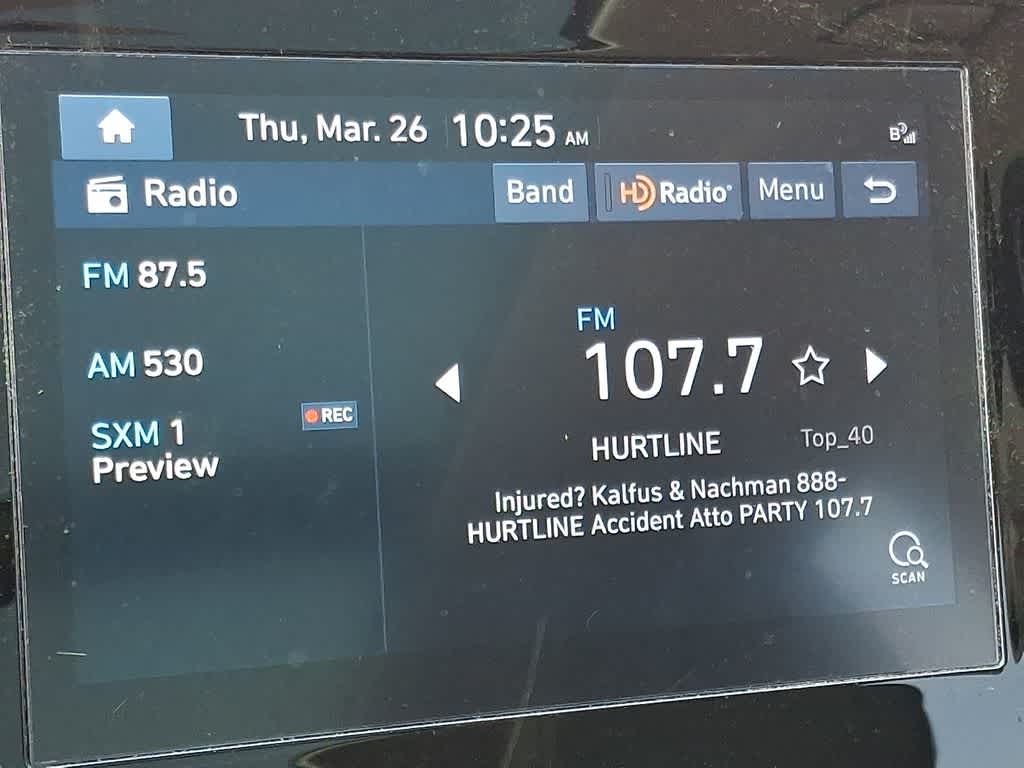 Thu, Mar. 26 10:25 AM
B
Radio Band HD Radio® Menu
FM 87.5
AM 530
SXM 1 REC
Preview
FM
107.7
HURTLINE Top_40
Injured? Kalfus & Nachman 888-
HURTLINE Accident Atto PARTY 107.7
SCAN